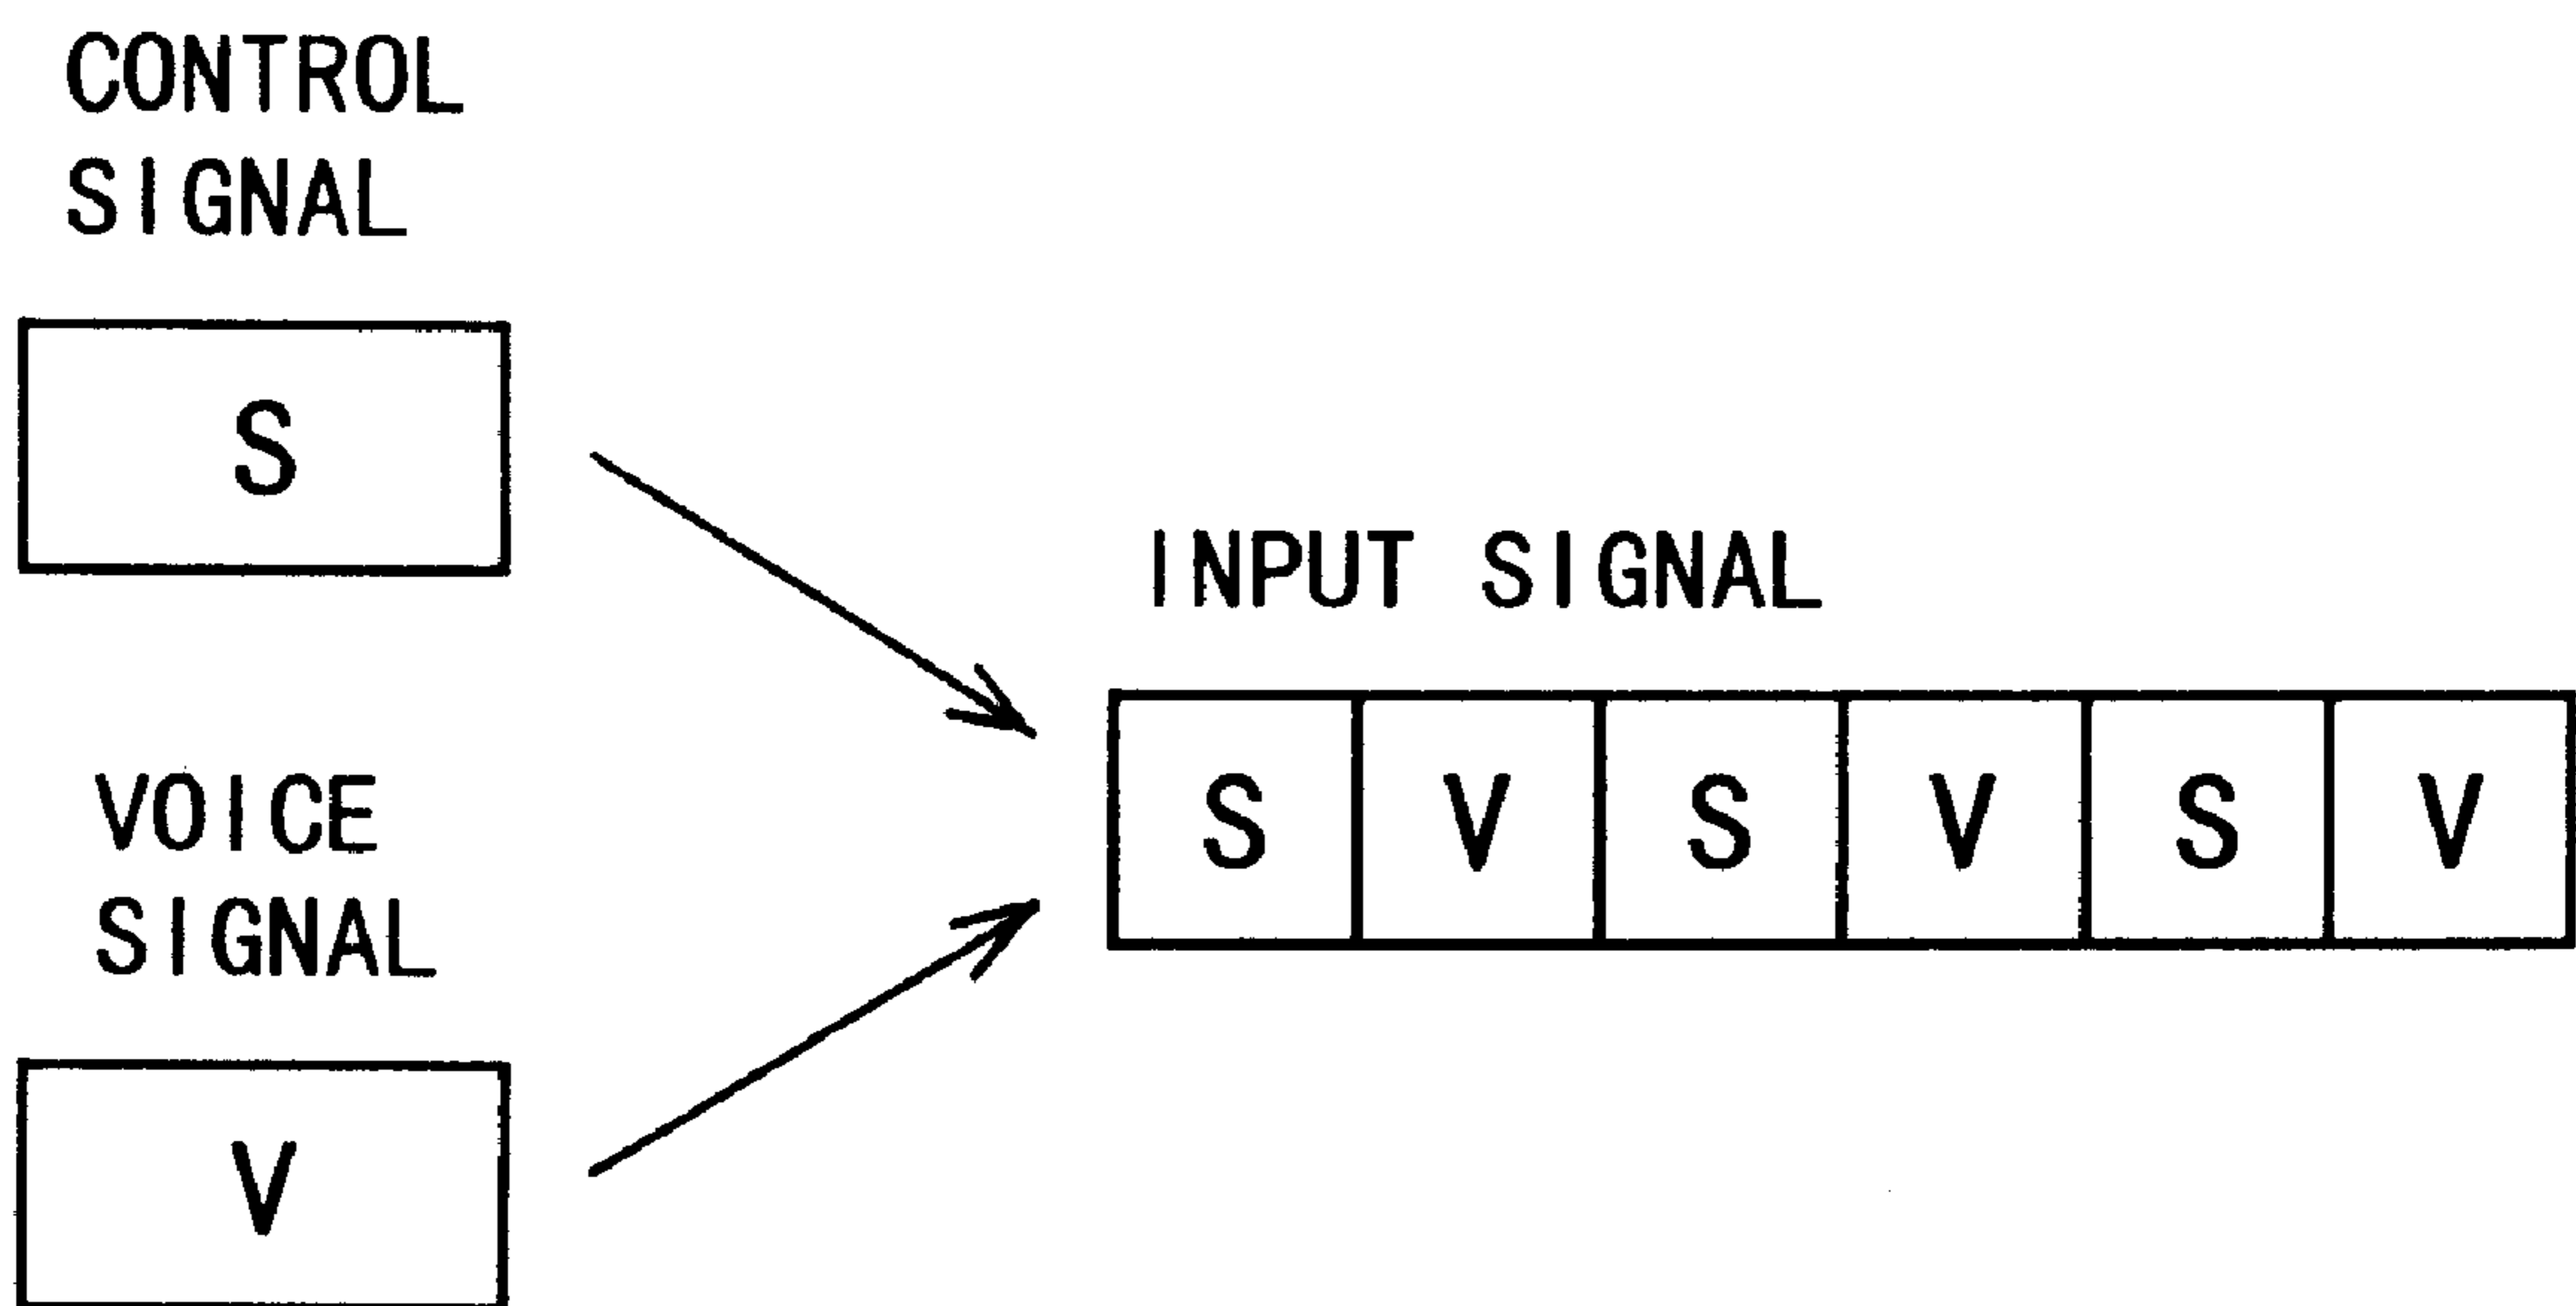 CONTROL
SIGNAL
S
VOICE
SIGNAL
V
INPUT SIGNAL
S V S V S V